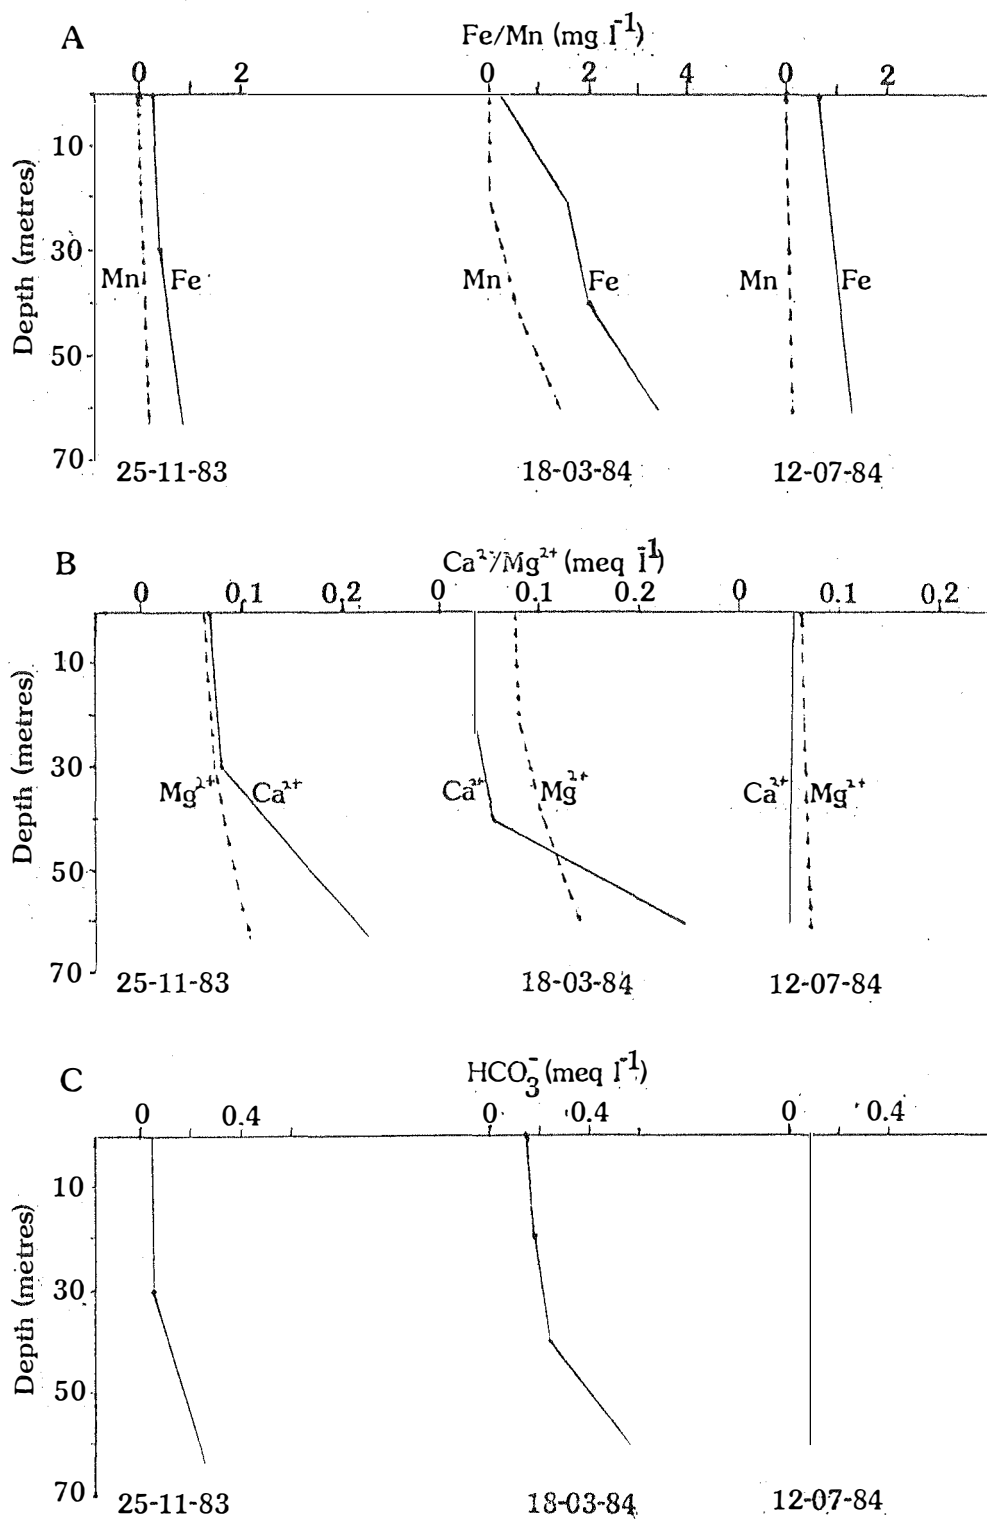 A
Fe/Mn (mg l⁻¹)
0 2 0 2 4 0 2
Depth (metres)
10
30
50
70
Mn Fe Mn Fe Mn Fe
25-11-83 18-03-84 12-07-84
B
Ca²⁺/Mg²⁺ (meq l⁻¹)
0 0.1 0.2 0 0.1 0.2 0 0.1 0.2
Depth (metres)
10
30
50
70
Mg²⁺ Ca²⁺ Ca²⁺ Mg²⁺ Ca²⁺ Mg²⁺
25-11-83 18-03-84 12-07-84
C
HCO₃⁻ (meq l⁻¹)
0 0.4 0 0.4 0 0.4
Depth (metres)
10
30
50
70
25-11-83 18-03-84 12-07-84